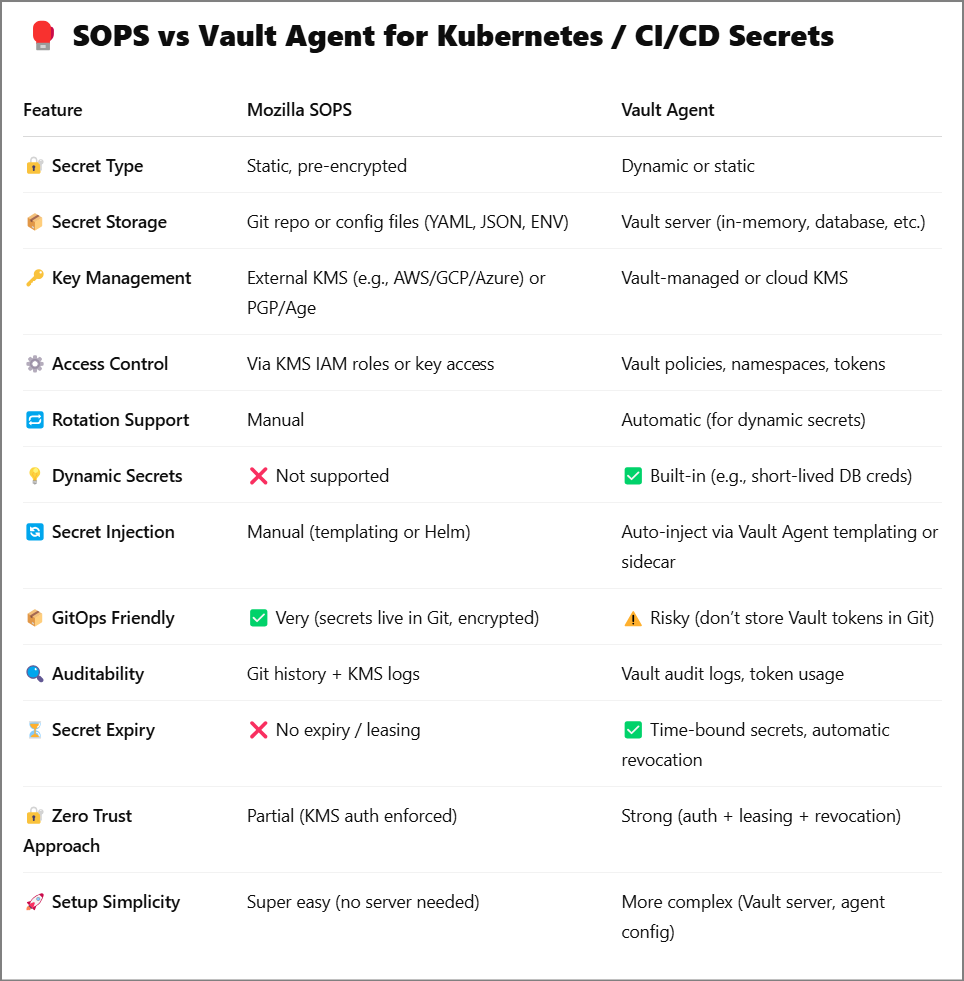 🥊 SOPS vs Vault Agent for Kubernetes / CI/CD Secrets
Feature Mozilla SOPS Vault Agent
🔐 Secret Type Static, pre-encrypted Dynamic or static
📦 Secret Storage Git repo or config files (YAML, JSON, ENV) Vault server (in-memory, database, etc.)
🔑 Key Management External KMS (e.g., AWS/GCP/Azure) or Vault-managed or cloud KMS
PGP/Age
⚙️ Access Control Via KMS IAM roles or key access Vault policies, namespaces, tokens
🔁 Rotation Support Manual Automatic (for dynamic secrets)
💡 Dynamic Secrets ❌ Not supported ✅ Built-in (e.g., short-lived DB creds)
🔄 Secret Injection Manual (templating or Helm) Auto-inject via Vault Agent templating or
sidecar
📦 GitOps Friendly ✅ Very (secrets live in Git, encrypted) ⚠️ Risky (don’t store Vault tokens in Git)
🔍 Auditability Git history + KMS logs Vault audit logs, token usage
⏳ Secret Expiry ❌ No expiry / leasing ✅ Time-bound secrets, automatic
revocation
🔐 Zero Trust Partial (KMS auth enforced) Strong (auth + leasing + revocation)
Approach
🚀 Setup Simplicity Super easy (no server needed) More complex (Vault server, agent
config)